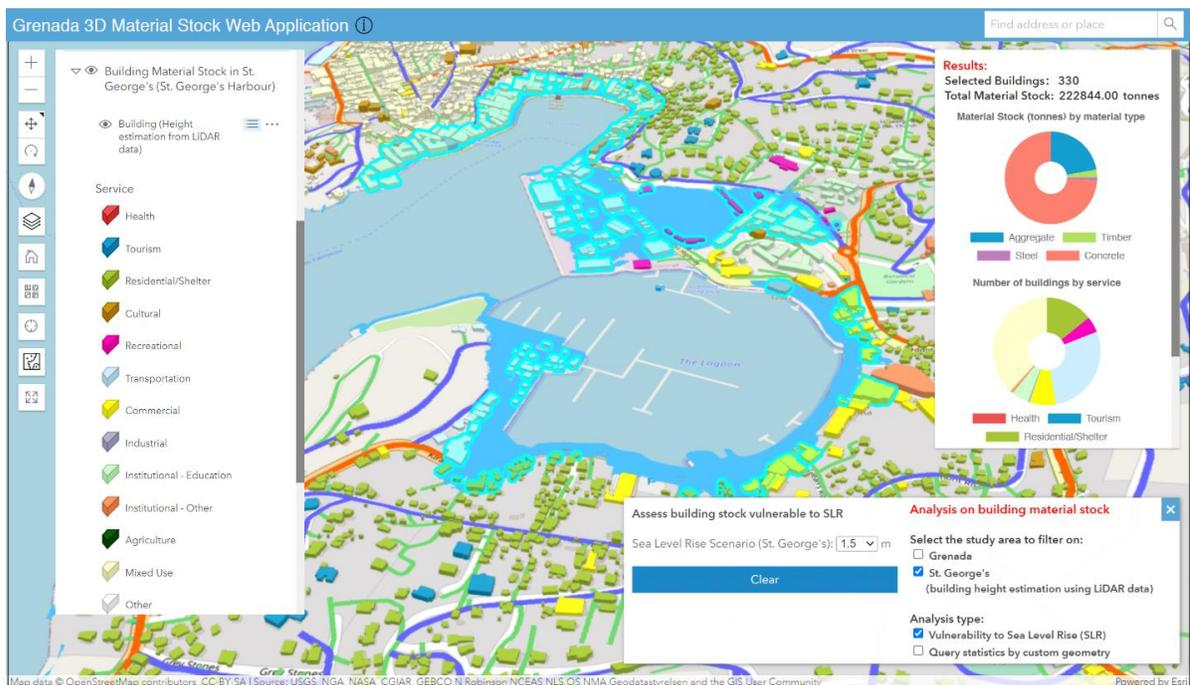 Grenada 3D Material Stock Web Application
Find address or place
Building Material Stock in St.
George's (St. George's Harbour)
Building (Height
estimation from LiDAR
data)
Service
Health
Tourism
Residential/Shelter
Cultural
Recreational
Transportation
Commercial
Industrial
Institutional - Education
Institutional - Other
Agriculture
Mixed Use
Other
The Lagoon
Results:
Selected Buildings: 330
Total Material Stock: 222844.00 tonnes
Material Stock (tonnes) by material type
Aggregate Timber
Steel Concrete
Number of buildings by service
Health Tourism
Residential/Shelter
Assess building stock vulnerable to SLR
Sea Level Rise Scenario (St. George's): 1.5 m
Clear
Analysis on building material stock
Select the study area to filter on:
Grenada
St. George's
(building height estimation using LiDAR data)
Analysis type:
Vulnerability to Sea Level Rise (SLR)
Query statistics by custom geometry
Grey Stones Grey Stones
Map data © OpenStreetMap contributors, CC-BY-SA | Source: USGS, NGA, NASA, CGIAR, GEBCO,N Robinson,NCEAS,NLS,OS,NMA,Geodatastyrelsen and the GIS User Community
Powered by Esri